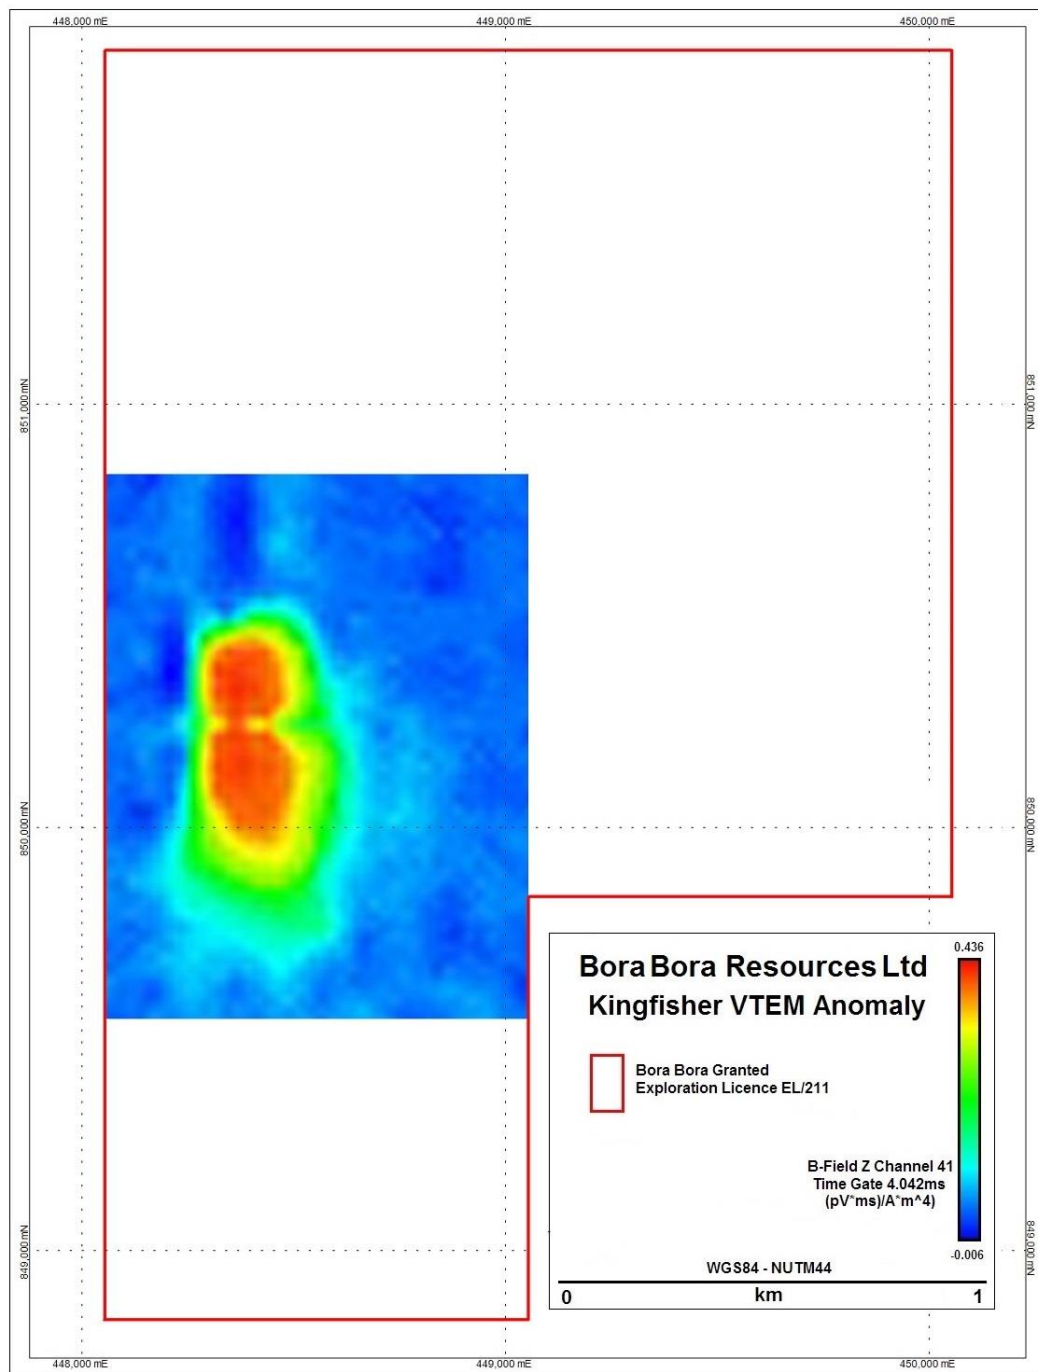 448,000 mE
449,000 mE
450,000 mE
851,000 mN
851,000 mN
850,000 mN
850,000 mN
Bora Bora Resources Ltd
Kingfisher VTEM Anomaly
0.436
Bora Bora Granted
Exploration Licence EL/211
B-Field Z Channel 41
Time Gate 4.042ms
(pV*ms)/A*m^4)
849,000 mN
849,000 mN
-0.006
WGS84 - NUTM44
0
km
1
448,000 mE
449,000 mE
450,000 mE